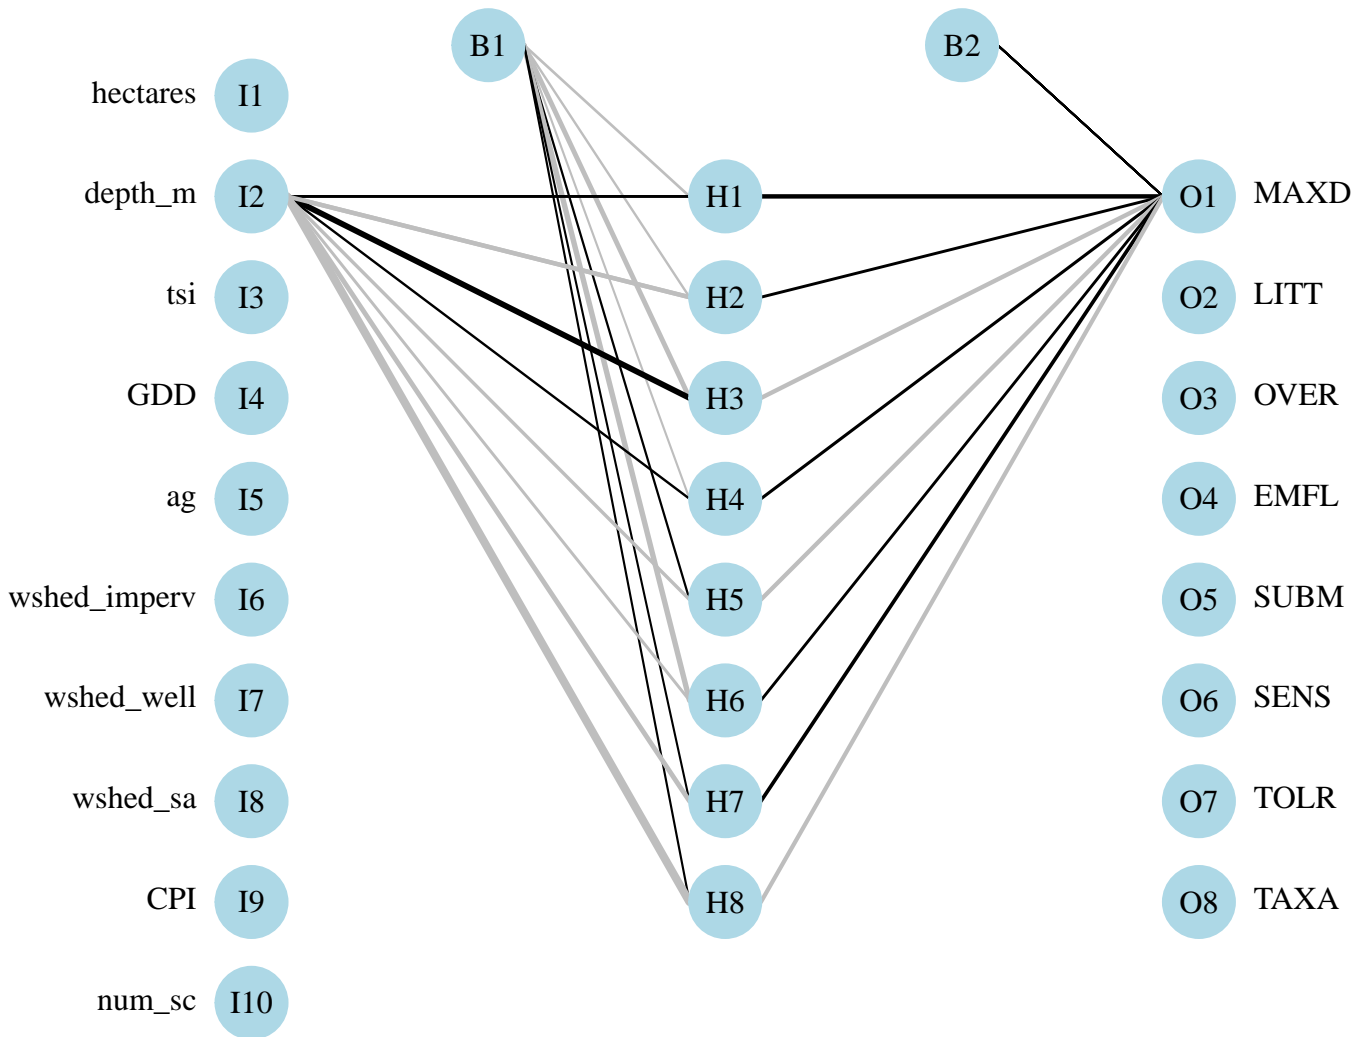 B1 B2
hectares I1
depth_m I2 H1 O1 MAXD
tsi I3 H2 O2 LITT
GDD I4 H3 O3 OVER
ag I5 H4 O4 EMFL
wshed_imperv I6 H5 O5 SUBM
wshed_well I7 H6 O6 SENS
wshed_sa I8 H7 O7 TOLR
CPI I9 H8 O8 TAXA
num_sc I10